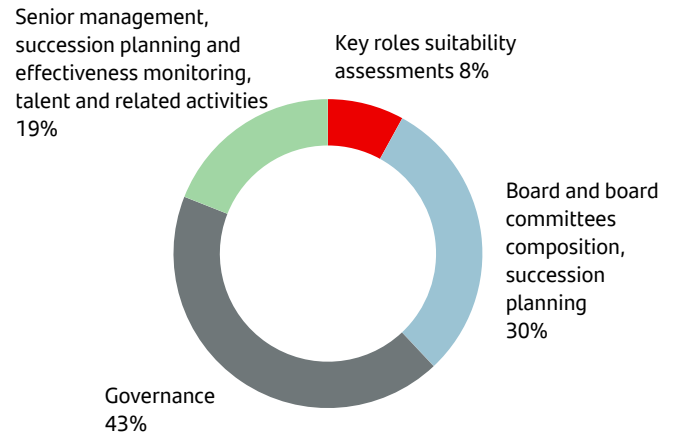 Senior management,
succession planning and
effectiveness monitoring,
talent and related activities
19%
Key roles suitability
assessments 8%
Board and board
committees
composition,
succession
planning
30%
Governance
43%